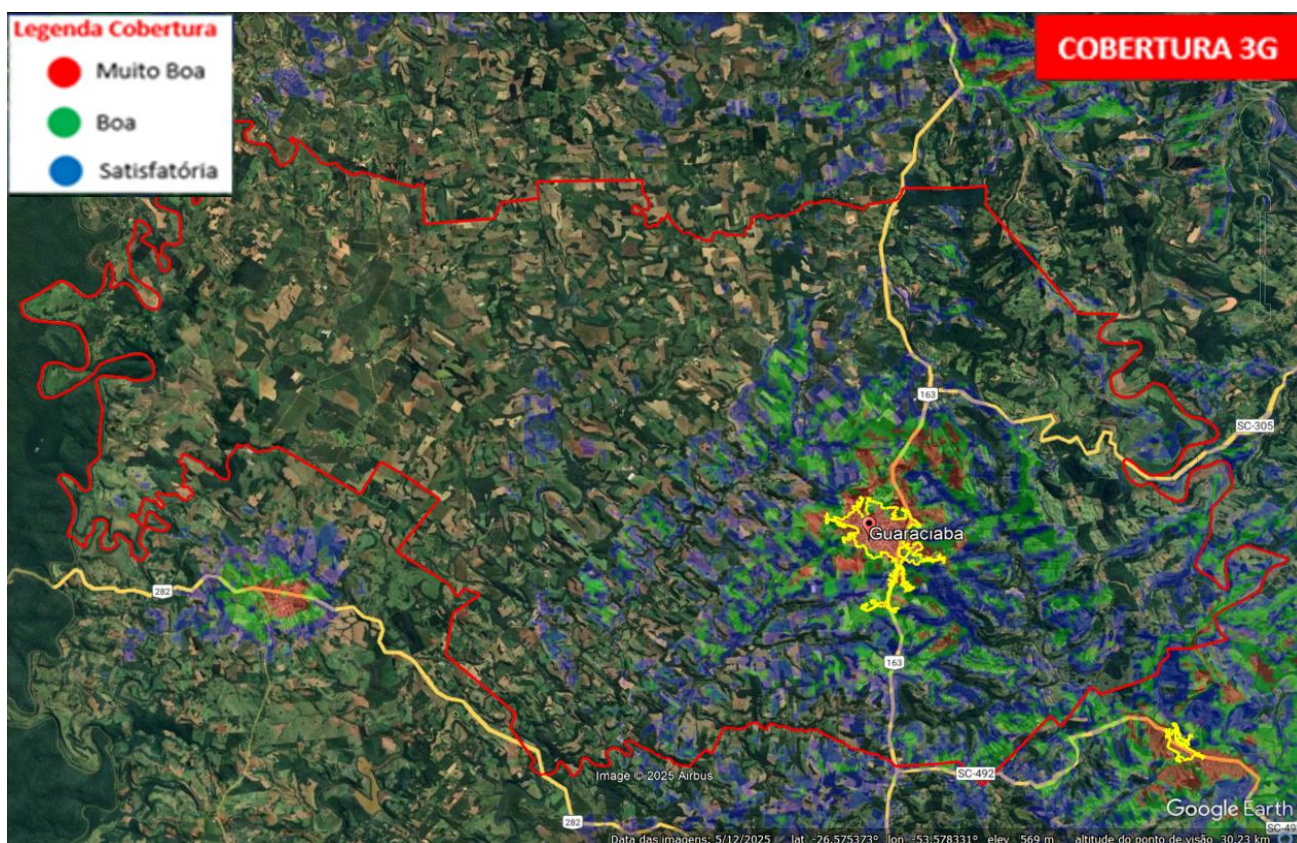 Legenda Cobertura
Muito Boa
Boa
Satisfatória
COBERTURA 3G
163
SC-305
Guaraciaba
282
163
SC-492
Image © 2025 Airbus
Google Earth
282
Data das imagens: 5/12/2025 lat -26.575373° lon -53.578331° elev 569 m altitude do ponto de visão 30.23 km